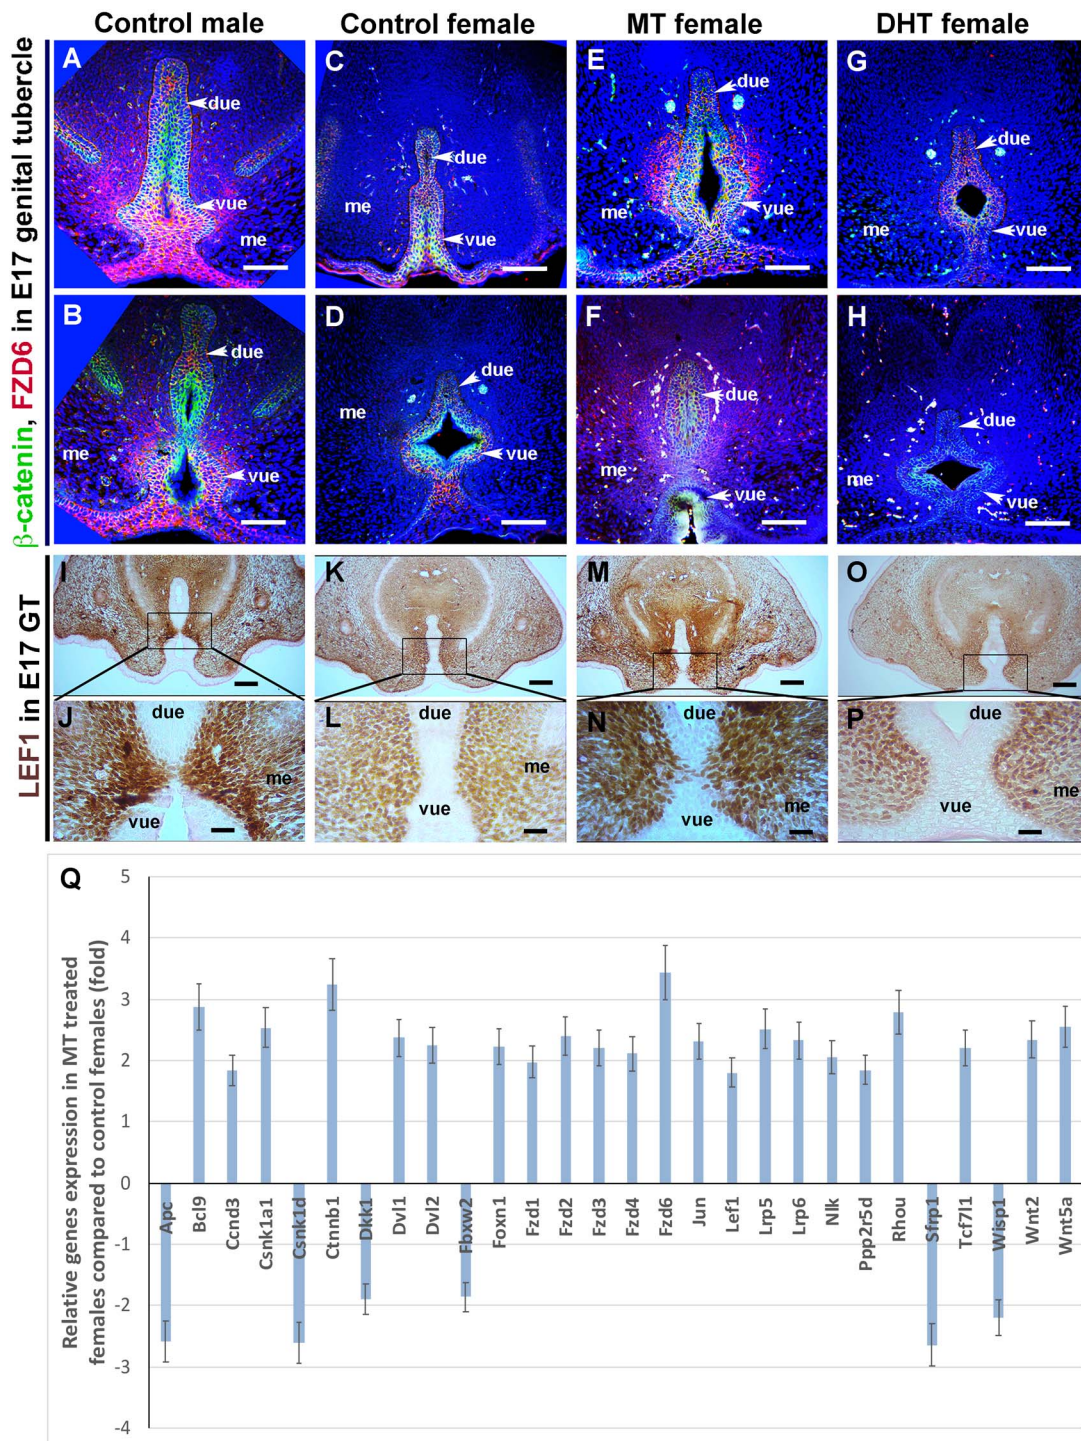 Control male
Control female
MT female
DHT female
β-catenin, FZD6 in E17 genital tubercle
A
due
vue
me
C
due
me
vue
E
due
vue
me
G
due
me
vue
B
due
me
vue
D
due
me
vue
F
due
me
vue
H
due
me
vue
LEF1 in E17 GT
I
K
M
O
J
due
me
vue
L
due
me
vue
N
due
me
vue
P
due
me
vue
Q
Relative genes expression in MT treated
females compared to control females (fold)
5
4
3
2
1
0
-1
-2
-3
-4
Apc
Bcl9
Ccnd3
Csnk1a1
Csnk1d
Ctnnb1
Dkk1
Dvl1
Dvl2
Fbxw2
Foxn1
Fzd1
Fzd2
Fzd3
Fzd4
Fzd6
Jun
Lef1
Lrp5
Lrp6
Nlk
Ppp2r5d
Rhou
Sfrp1
Tcf7l1
Wisp1
Wnt2
Wnt5a